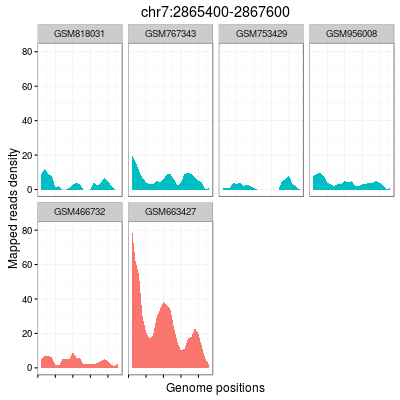 chr7:2865400-2867600
GSM818031 GSM767343 GSM753429 GSM956008
80
60
40
20
0
GSM466732 GSM663427
80
60
40
20
0
Mapped reads density
Genome positions